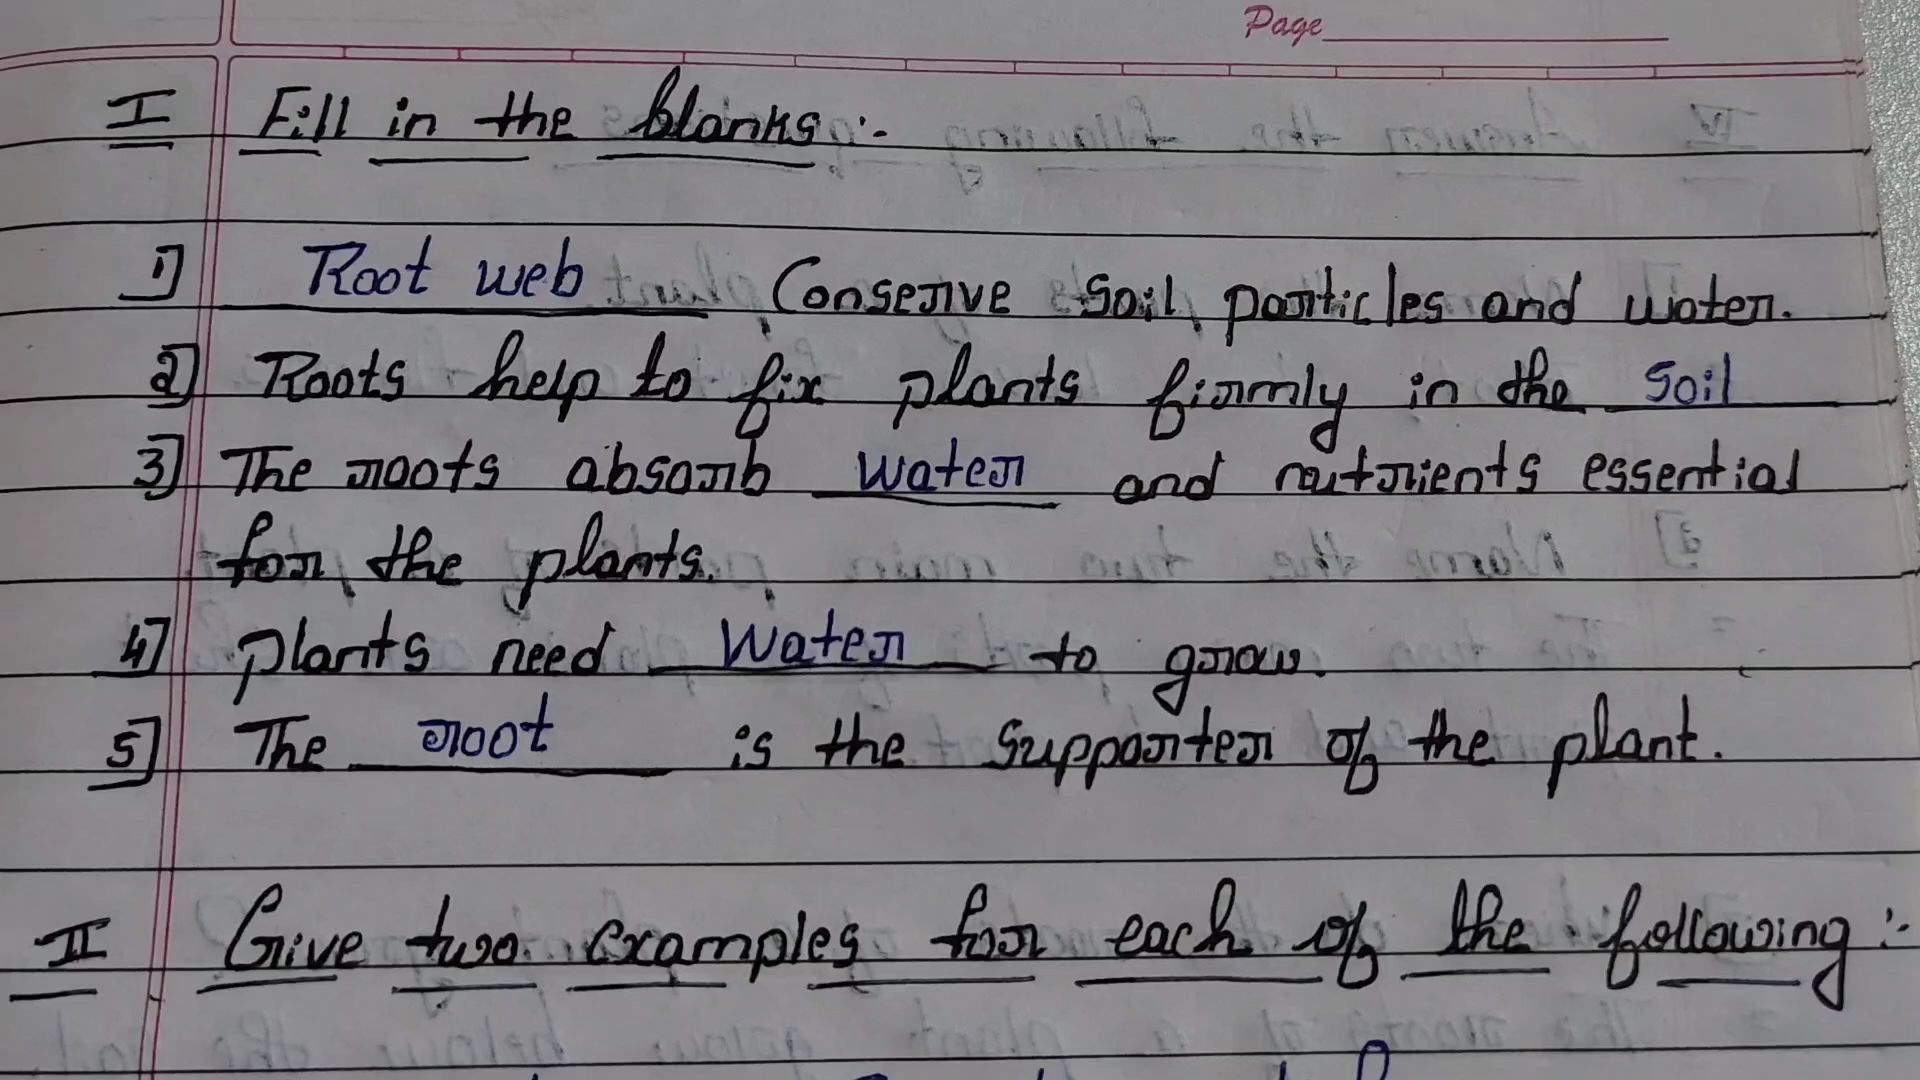 Page
I Fill in the blanks :-
1] Root web Conserve soil particles and water.
2] Roots help to fix plants firmly in the soil
3] The roots absorb water and nutrients essential
for the plants.
4] plants need Water to grow.
5] The root is the supporter of the plant.
II Give two examples for each of the following :-